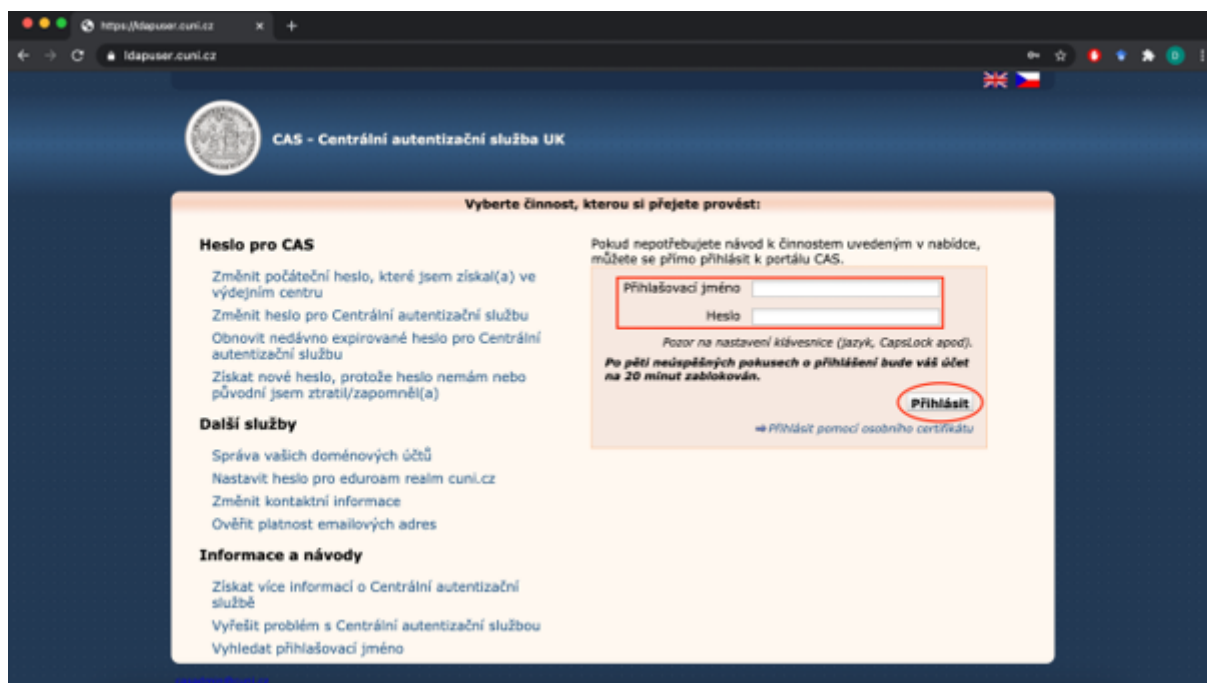 https://ldapuser.cuni.cz
ldapuser.cuni.cz
D
CAS - Centrální autentizační služba UK
Vyberte činnost, kterou si přejete provést:
Heslo pro CAS
Změnit počáteční heslo, které jsem získal(a) ve
výdejním centru
Změnit heslo pro Centrální autentizační službu
Obnovit nedávno expirované heslo pro Centrální
autentizační službu
Získat nové heslo, protože heslo nemám nebo
původní jsem ztratil/zapomněl(a)
Další služby
Správa vašich doménových účtů
Nastavit heslo pro eduroam realm cuni.cz
Změnit kontaktní informace
Ověřit platnost emailových adres
Informace a návody
Získat více informací o Centrální autentizační
službě
Vyřešit problém s Centrální autentizační službou
Vyhledat přihlašovací jméno
Pokud nepotřebujete návod k činnostem uvedeným v nabídce,
můžete se přímo přihlásit k portálu CAS.
Přihlašovací jméno
Heslo
Pozor na nastavení klávesnice (jazyk, CapsLock apod).
Po pěti neúspěšných pokusech o přihlášení bude váš účet
na 20 minut zablokován.
Přihlásit
Přihlásit pomocí osobního certifikátu